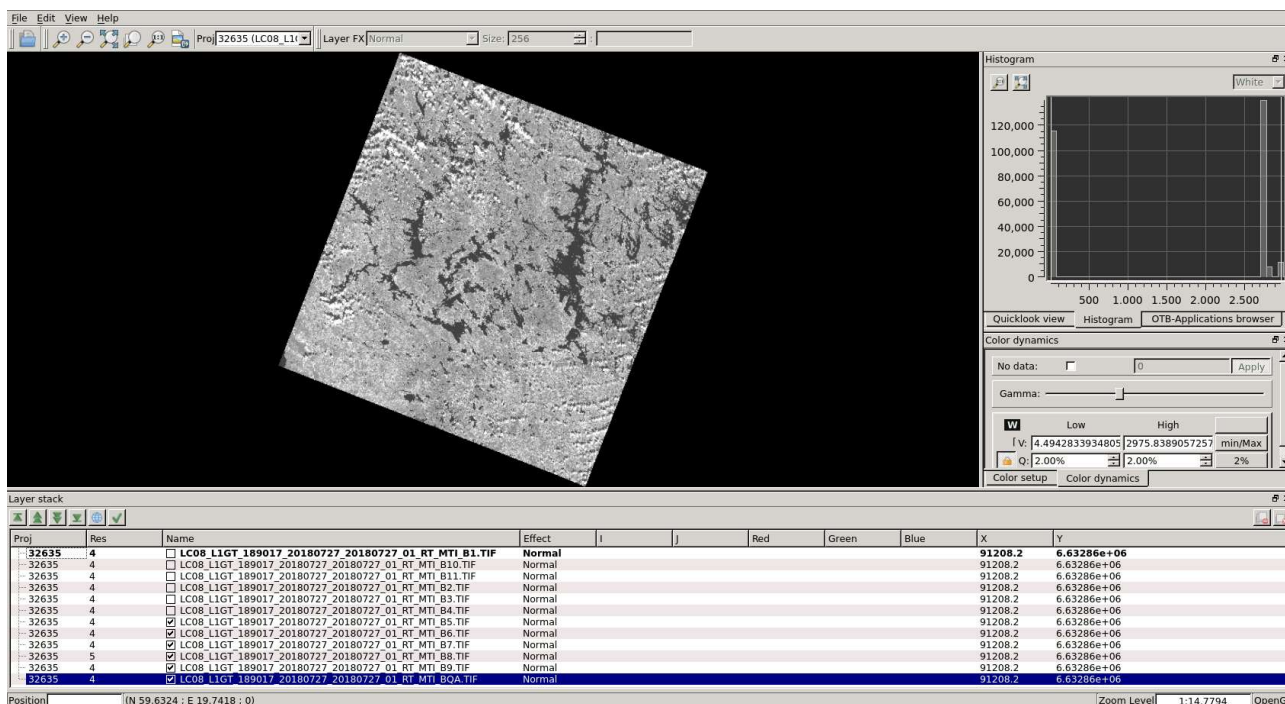 File Edit View Help
Proj 32635 (LC08_L1( Layer FX Normal Size: 256 :
Histogram
White
120,000
100,000
80,000
60,000
40,000
20,000
0
500 1.000 1.500 2.000 2.500
Quicklook view Histogram OTB-Applications browser
Color dynamics
No data: 0 Apply
Gamma:
W Low High
V: 4.4942833934805 2975.8389057257 min/Max
Q: 2.00% 2.00% 2%
Color setup Color dynamics
Layer stack
Proj Res Name Effect I J Red Green Blue X Y
32635 4 LC08_L1GT_189017_20180727_20180727_01_RT_MTI_B1.TIF Normal 91208.2 6.63286e+06
32635 4 LC08_L1GT_189017_20180727_20180727_01_RT_MTI_B10.TIF Normal 91208.2 6.63286e+06
32635 4 LC08_L1GT_189017_20180727_20180727_01_RT_MTI_B11.TIF Normal 91208.2 6.63286e+06
32635 4 LC08_L1GT_189017_20180727_20180727_01_RT_MTI_B2.TIF Normal 91208.2 6.63286e+06
32635 4 LC08_L1GT_189017_20180727_20180727_01_RT_MTI_B3.TIF Normal 91208.2 6.63286e+06
32635 4 LC08_L1GT_189017_20180727_20180727_01_RT_MTI_B4.TIF Normal 91208.2 6.63286e+06
32635 4 LC08_L1GT_189017_20180727_20180727_01_RT_MTI_B5.TIF Normal 91208.2 6.63286e+06
32635 4 LC08_L1GT_189017_20180727_20180727_01_RT_MTI_B6.TIF Normal 91208.2 6.63286e+06
32635 4 LC08_L1GT_189017_20180727_20180727_01_RT_MTI_B7.TIF Normal 91208.2 6.63286e+06
32635 5 LC08_L1GT_189017_20180727_20180727_01_RT_MTI_B8.TIF Normal 91208.2 6.63286e+06
32635 4 LC08_L1GT_189017_20180727_20180727_01_RT_MTI_B9.TIF Normal 91208.2 6.63286e+06
32635 4 LC08_L1GT_189017_20180727_20180727_01_RT_MTI_BQA.TIF Normal 91208.2 6.63286e+06
Position (N 59.6324 ; E 19.7418 ; 0) Zoom Level 1:14.7794 OpenG